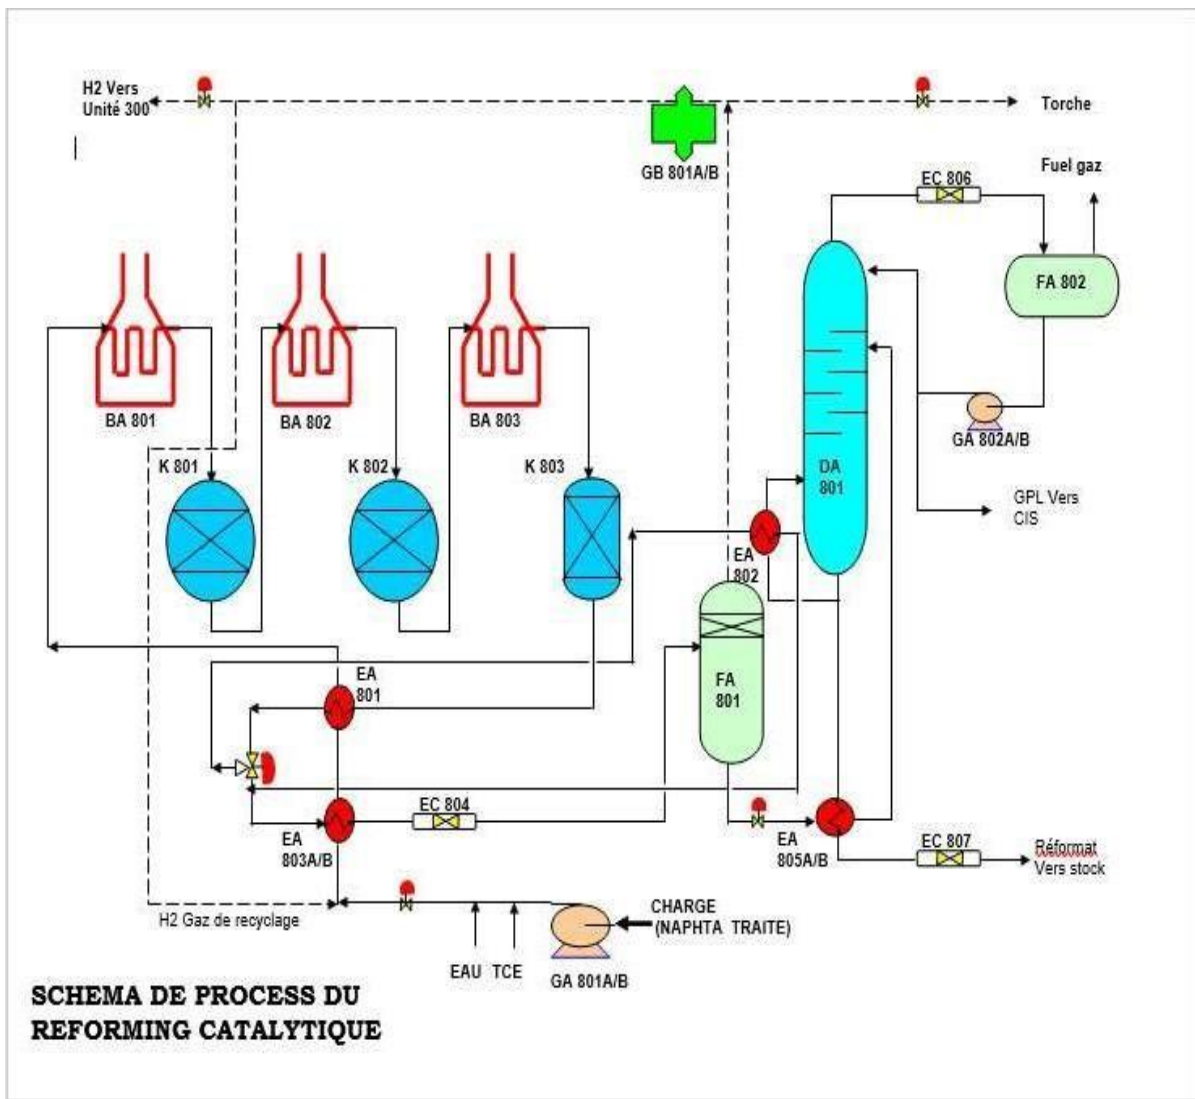 H2 Vers
Unité 300
Torche
GB 801A/B
Fuel gaz
EC 806
FA 802
BA 801
BA 802
BA 803
GA 802A/B
K 801
K 802
K 803
DA
801
GPL Vers
CIS
EA
802
EA
801
FA
801
EC 804
EA
803A/B
EA
805A/B
EC 807
Réformat
Vers stock
H2 Gaz de recyclage
CHARGE
(NAPHTA TRAITE)
EAU TCE
GA 801A/B
SCHEMA DE PROCESS DU
REFORMING CATALYTIQUE